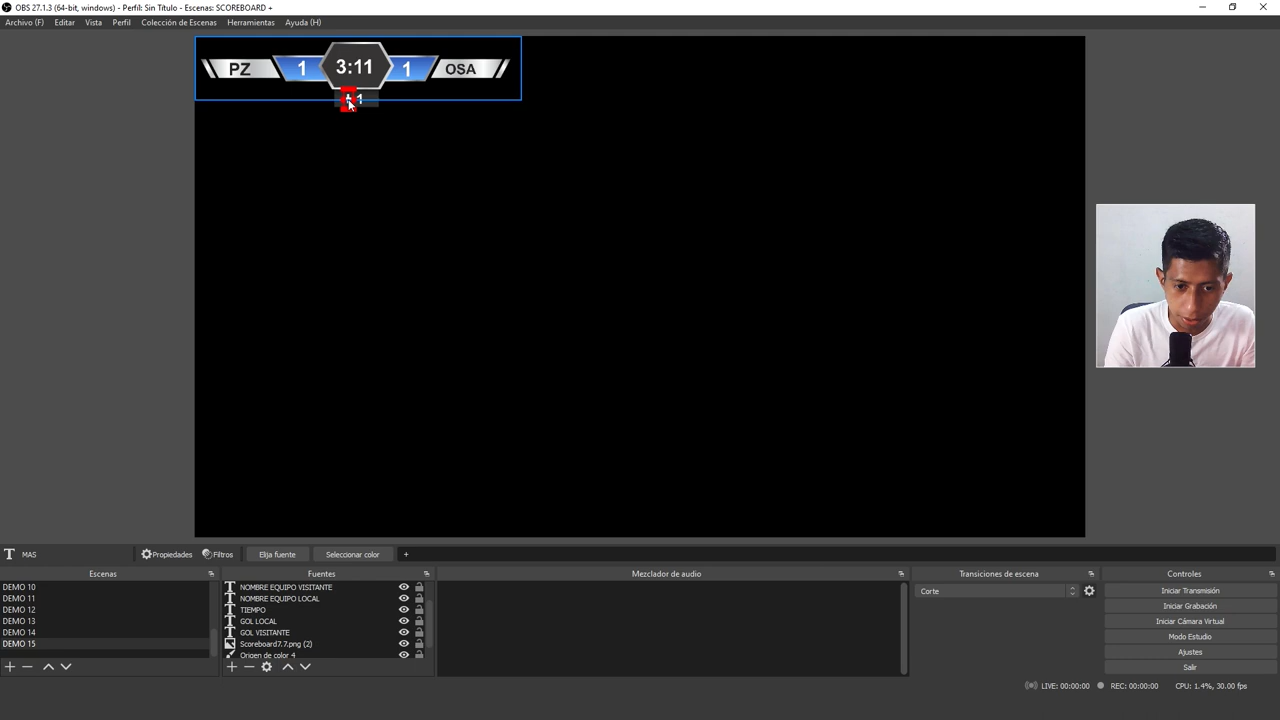 OBS 27.1.3 (64-bit, windows) - Perfil: Sin Título - Escenas: SCOREBOARD +
Archivo (F) Editar Vista Perfil Colección de Escenas Herramientas Ayuda (H)
PZ 1 3:11 1 OSA
T MAS Propiedades Filtros Elija fuente Seleccionar color +
Escenas Fuentes Mezclador de audio Transiciones de escena Controles
DEMO 10
DEMO 11
DEMO 12
DEMO 13
DEMO 14
DEMO 15
NOMBRE EQUIPO VISITANTE
NOMBRE EQUIPO LOCAL
TIEMPO
GOL LOCAL
GOL VISITANTE
Scoreboard7.7.png (2)
Origen de color 4
Corte
Iniciar Transmisión
Iniciar Grabación
Iniciar Cámara Virtual
Modo Estudio
Ajustes
Salir
LIVE: 00:00:00 REC: 00:00:00 CPU: 1.4%, 30.00 fps